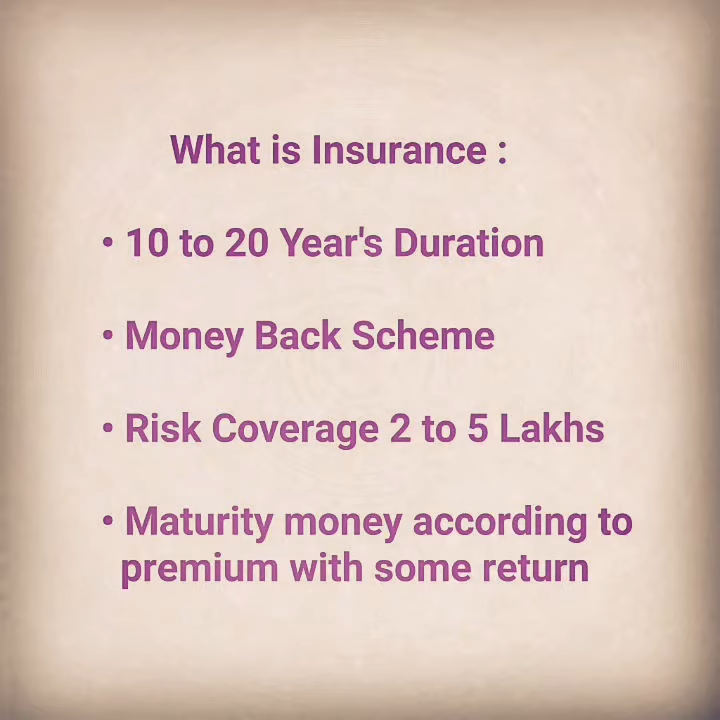 What is Insurance :
• 10 to 20 Year's Duration
• Money Back Scheme
• Risk Coverage 2 to 5 Lakhs
• Maturity money according to
premium with some return